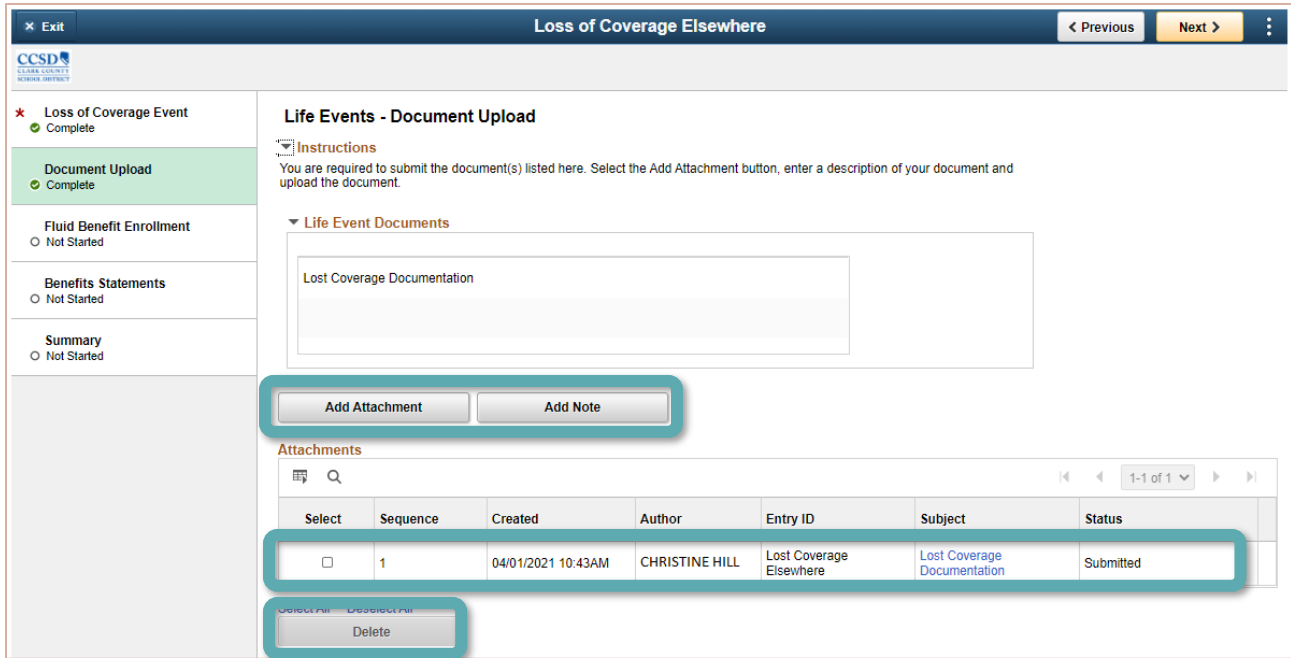 × Exit
Loss of Coverage Elsewhere
Previous
Next
CCSD
CLARK COUNTY
SCHOOL DISTRICT
* Loss of Coverage Event
Complete
Document Upload
Complete
Fluid Benefit Enrollment
Not Started
Benefits Statements
Not Started
Summary
Not Started
Life Events - Document Upload
Instructions
You are required to submit the document(s) listed here. Select the Add Attachment button, enter a description of your document and
upload the document.
Life Event Documents
Lost Coverage Documentation
Add Attachment
Add Note
Attachments
1-1 of 1
Select Sequence Created Author Entry ID Subject Status
1 04/01/2021 10:43AM CHRISTINE HILL Lost Coverage Elsewhere Lost Coverage Documentation Submitted
Select All Deselect All
Delete